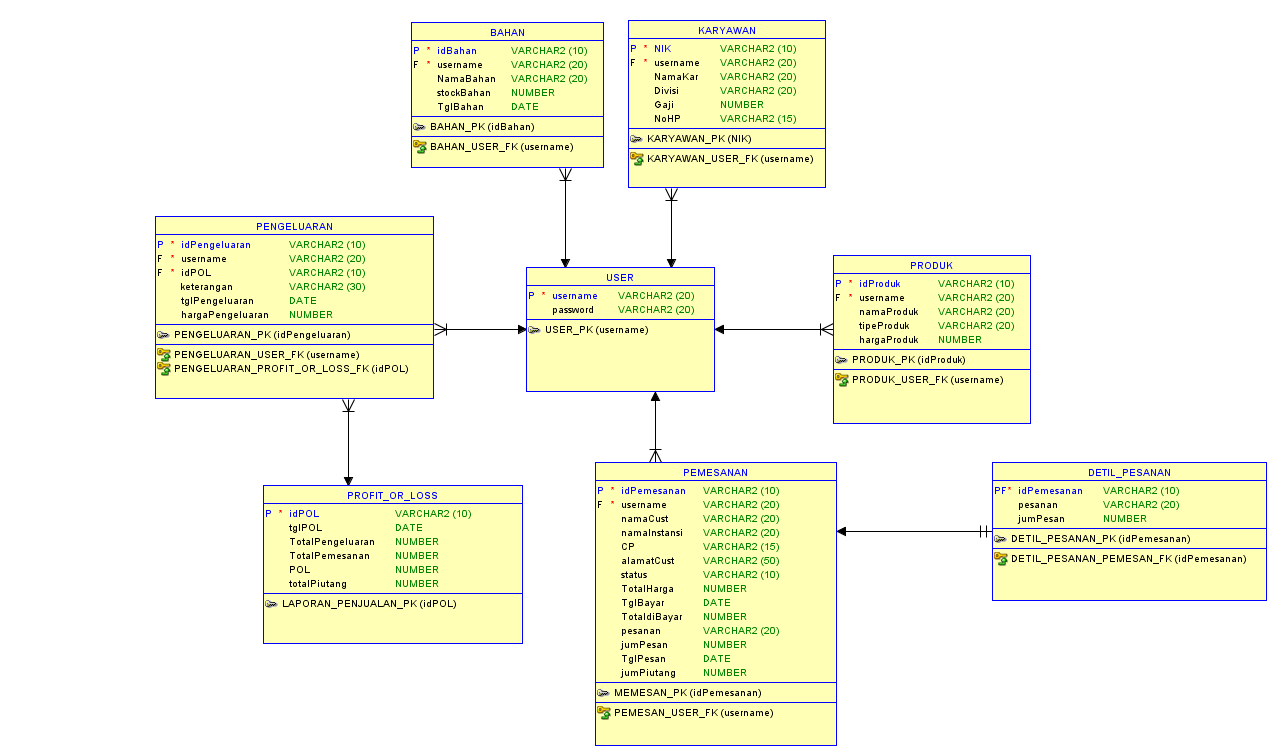 BAHAN
P * idBahan VARCHAR2 (10)
F * username VARCHAR2 (20)
NamaBahan VARCHAR2 (20)
stockBahan NUMBER
TglBahan DATE
BAHAN_PK (idBahan)
BAHAN_USER_FK (username)
KARYAWAN
P * NIK VARCHAR2 (10)
F * username VARCHAR2 (20)
NamaKar VARCHAR2 (20)
Divisi VARCHAR2 (20)
Gaji NUMBER
NoHP VARCHAR2 (15)
KARYAWAN_PK (NIK)
KARYAWAN_USER_FK (username)
PENGELUARAN
P * idPengeluaran VARCHAR2 (10)
F * username VARCHAR2 (20)
F * idPOL VARCHAR2 (10)
keterangan VARCHAR2 (30)
tglPengeluaran DATE
hargaPengeluaran NUMBER
PENGELUARAN_PK (idPengeluaran)
PENGELUARAN_USER_FK (username)
PENGELUARAN_PROFIT_OR_LOSS_FK (idPOL)
USER
P * username VARCHAR2 (20)
password VARCHAR2 (20)
USER_PK (username)
PRODUK
P * idProduk VARCHAR2 (10)
F * username VARCHAR2 (20)
namaProduk VARCHAR2 (20)
tipeProduk VARCHAR2 (20)
hargaProduk NUMBER
PRODUK_PK (idProduk)
PRODUK_USER_FK (username)
PROFIT_OR_LOSS
P * idPOL VARCHAR2 (10)
tglPOL DATE
TotalPengeluaran NUMBER
TotalPemesanan NUMBER
POL NUMBER
totalPiutang NUMBER
LAPORAN_PENJUALAN_PK (idPOL)
PEMESANAN
P * idPemesanan VARCHAR2 (10)
F * username VARCHAR2 (20)
namaCust VARCHAR2 (20)
namaInstansi VARCHAR2 (20)
CP VARCHAR2 (15)
alamatCust VARCHAR2 (50)
status VARCHAR2 (10)
TotalHarga NUMBER
TglBayar DATE
TotaldiBayar NUMBER
pesanan VARCHAR2 (20)
jumPesan NUMBER
TglPesan DATE
jumPiutang NUMBER
MEMESAN_PK (idPemesanan)
PEMESAN_USER_FK (username)
DETIL_PESANAN
PF* idPemesanan VARCHAR2 (10)
pesanan VARCHAR2 (20)
jumPesan NUMBER
DETIL_PESANAN_PK (idPemesanan)
DETIL_PESANAN_PEMESAN_FK (idPemesanan)